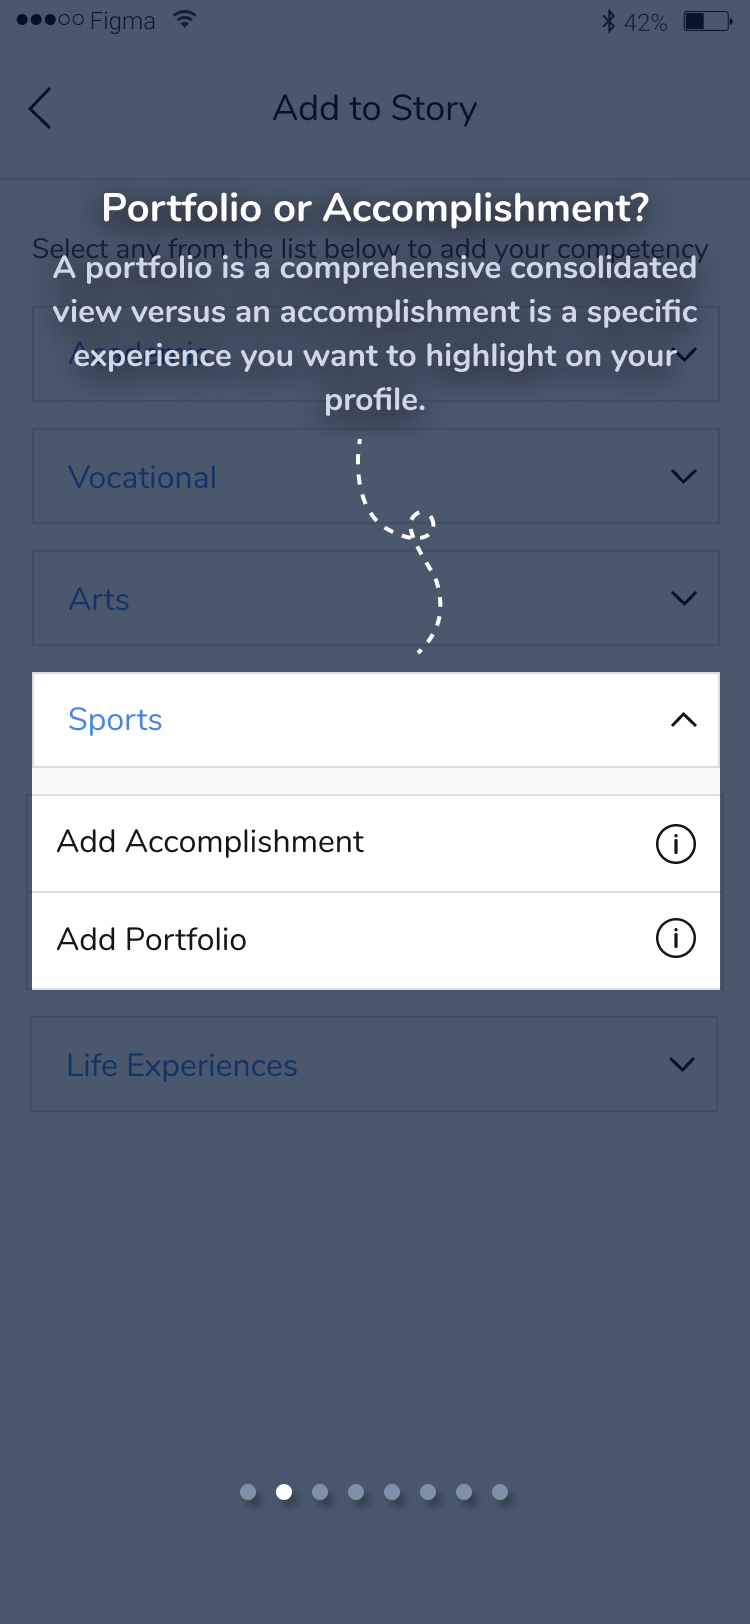 Figma 42%
Add to Story
Portfolio or Accomplishment?
Select any from the list below to add your competency
A portfolio is a comprehensive consolidated
view versus an accomplishment is a specific
Academic
experience you want to highlight on your
profile.
Vocational
Arts
Sports
Add Accomplishment
Add Portfolio
Life Experiences